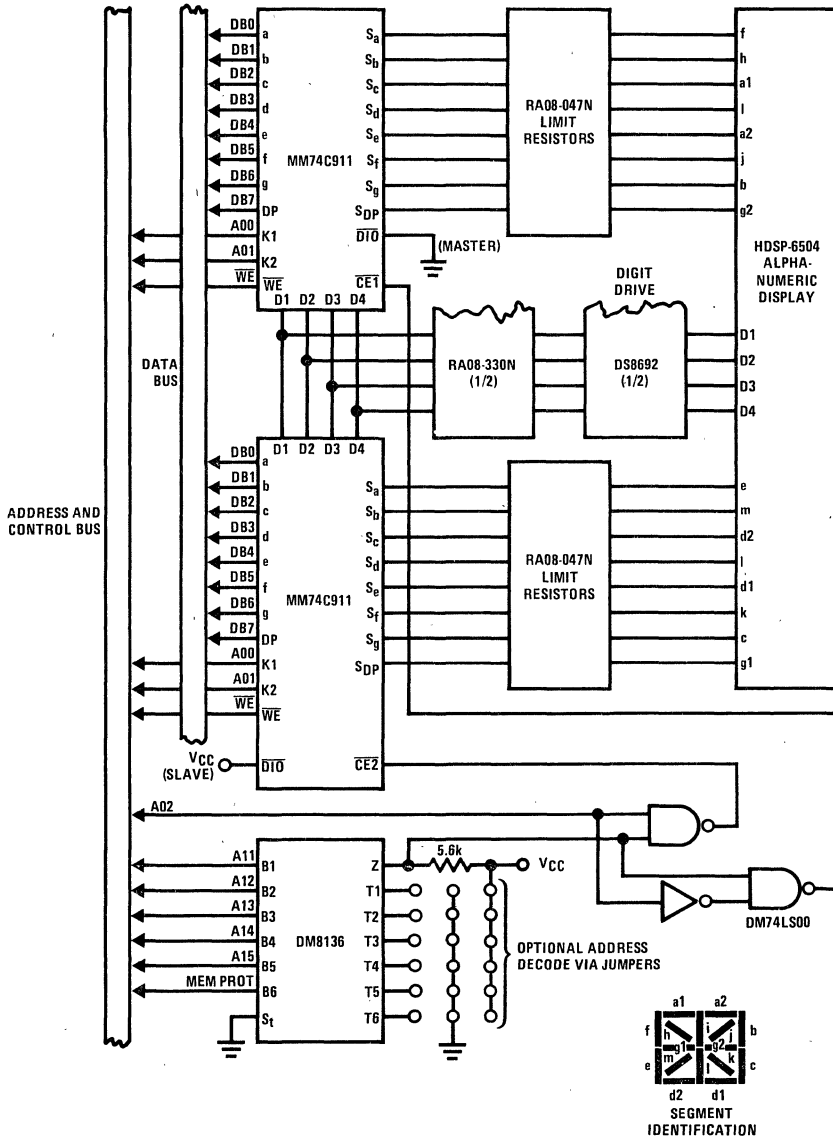 DB0 a
DB1 b
DB2 c
DB3 d
DB4 e
DB5 f
DB6 g
DB7 DP
A00 K1
A01 K2
WE WE
MM74C911
Sa
Sb
Sc
Sd
Se
Sf
Sg
SDP
DIO
(MASTER)
CE1
D1 D2 D3 D4
RA08-047N
LIMIT
RESISTORS
f
h
a1
l
a2
j
b
g2
HDSP-6504
ALPHA-
NUMERIC
DISPLAY
DIGIT
DRIVE
RA08-330N
(1/2)
DS8692
(1/2)
D1
D2
D3
D4
DATA
BUS
ADDRESS AND
CONTROL BUS
D1 D2 D3 D4
DB0 a
DB1 b
DB2 c
DB3 d
DB4 e
DB5 f
DB6 g
DB7 DP
A00 K1
A01 K2
WE WE
MM74C911
Sa
Sb
Sc
Sd
Se
Sf
Sg
SDP
RA08-047N
LIMIT
RESISTORS
e
m
d2
l
d1
k
c
g1
VCC
(SLAVE)
DIO
CE2
A02
A11 B1
A12 B2
A13 B3
A14 B4
A15 B5
MEM PROT B6
St
DM8136
Z
T1
T2
T3
T4
T5
T6
5.6k
VCC
OPTIONAL ADDRESS
DECODE VIA JUMPERS
DM74LS00
a1 a2
f h i j b
g1 g2
e m l k c
d2 d1
SEGMENT
IDENTIFICATION